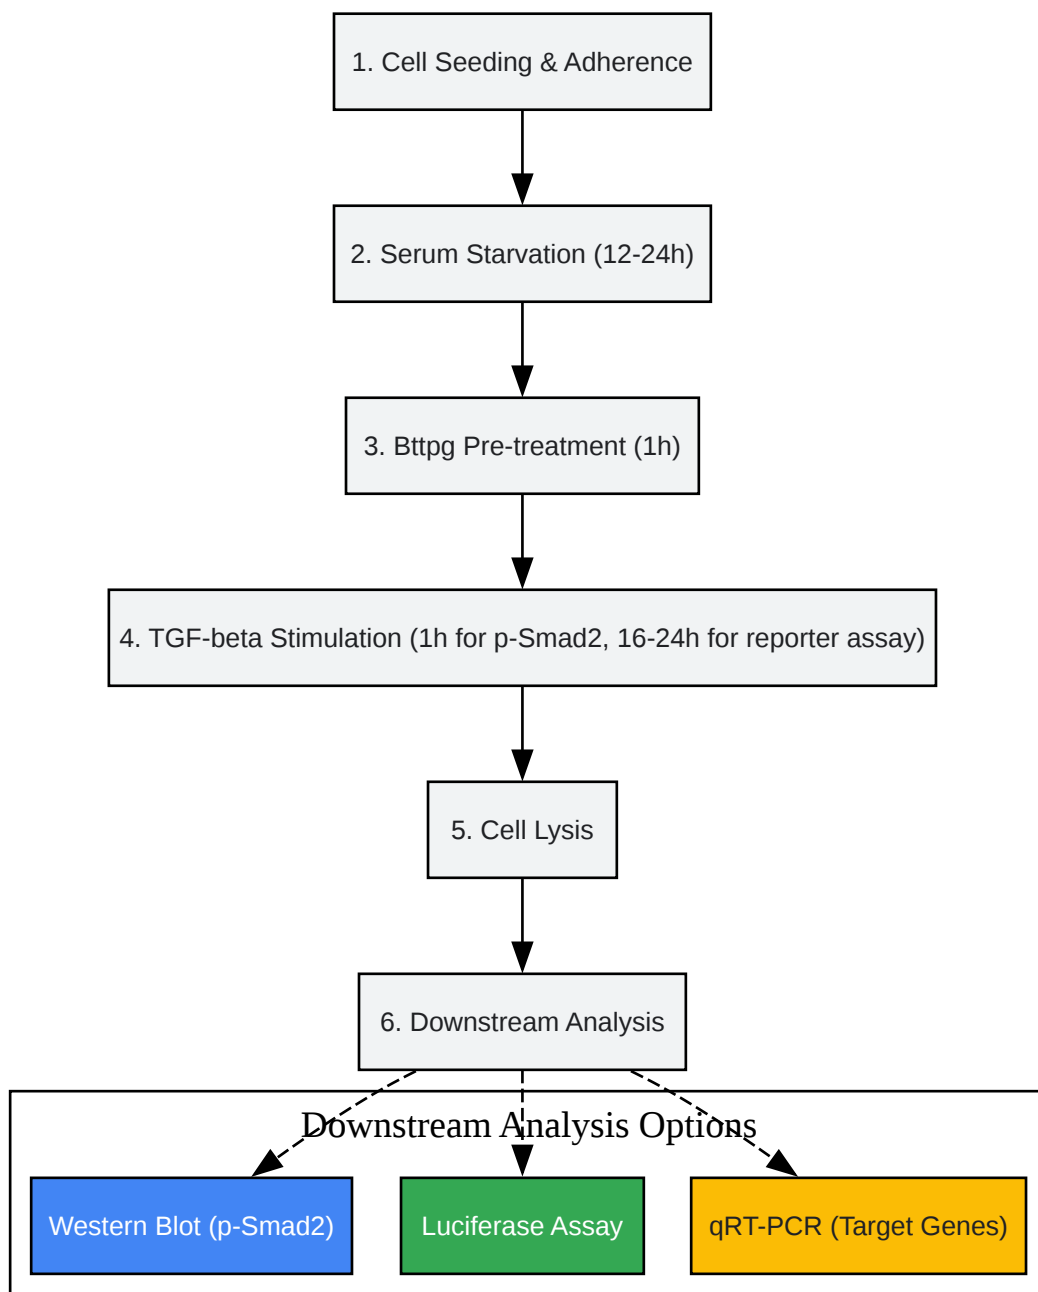 1. Cell Seeding & Adherence
2. Serum Starvation (12-24h)
3. Bttpg Pre-treatment (1h)
4. TGF-beta Stimulation (1h for p-Smad2, 16-24h for reporter assay)
5. Cell Lysis
6. Downstream Analysis
Downstream Analysis Options
Western Blot (p-Smad2)
Luciferase Assay
qRT-PCR (Target Genes)